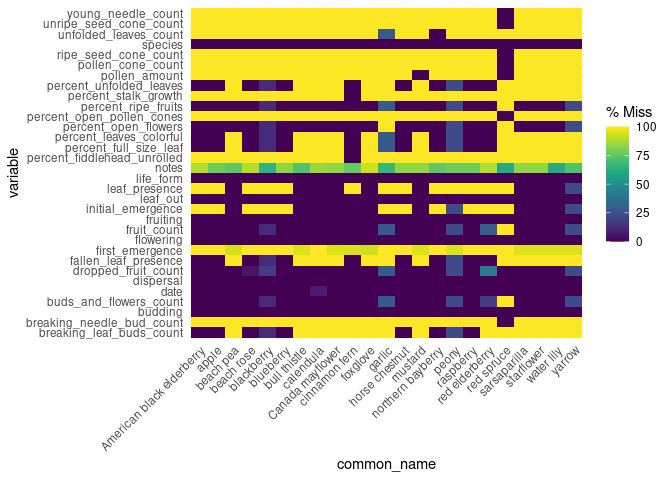 young_needle_count
unripe_seed_cone_count
unfolded_leaves_count
species
ripe_seed_cone_count
pollen_cone_count
pollen_amount
percent_unfolded_leaves
percent_stalk_growth
percent_ripe_fruits
percent_open_pollen_cones
percent_open_flowers
percent_leaves_colorful
percent_full_size_leaf
percent_fiddlehead_unrolled
notes
life_form
leaf_presence
leaf_out
initial_emergence
fruiting
fruit_count
flowering
first_emergence
fallen_leaf_presence
dropped_fruit_count
dispersal
date
buds_and_flowers_count
budding
breaking_needle_bud_count
breaking_leaf_buds_count
variable
% Miss
100
75
50
25
0
American black elderberry
apple
beach pea
beach rose
blackberry
blueberry
bull thistle
calendula
Canada mayflower
cinnamon fern
foxglove
garlic
horse chestnut
mustard
northern bayberry
peony
raspberry
red elderberry
red spruce
sarsaparilla
starflower
water lily
yarrow
common_name